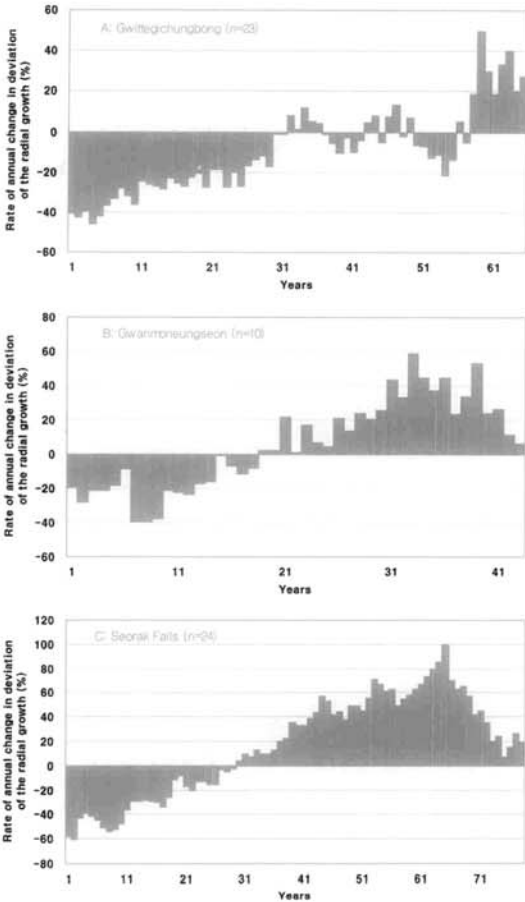 A: Gwittegichungbong (n=23)
Rate of annual change in deviation
of the radial growth (%)
60
40
20
0
-20
-40
-60
1 11 21 31 41 51 61
Years
B: Gwanmoneungseon (n=10)
Rate of annual change in deviation
of the radial growth (%)
80
60
40
20
0
-20
-40
-60
1 11 21 31 41
Years
C: Seorak Falls (n=24)
Rate of annual change in deviation
of the radial growth (%)
120
100
80
60
40
20
0
-20
-40
-60
-80
1 11 21 31 41 51 61 71
Years